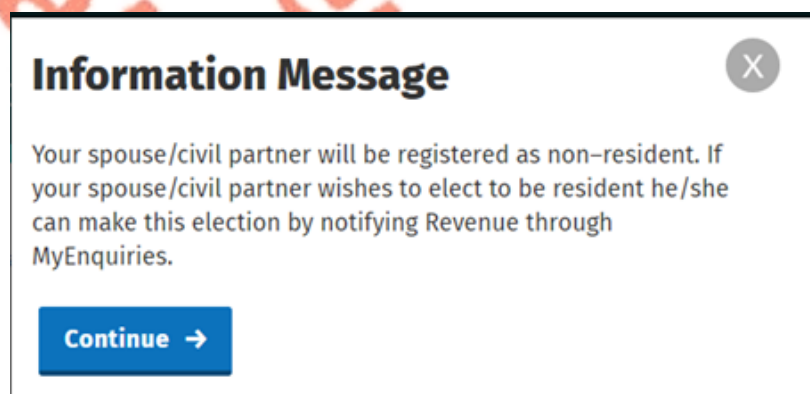 Information Message
X
Your spouse/civil partner will be registered as non–resident. If
your spouse/civil partner wishes to elect to be resident he/she
can make this election by notifying Revenue through
MyEnquiries.
Continue →